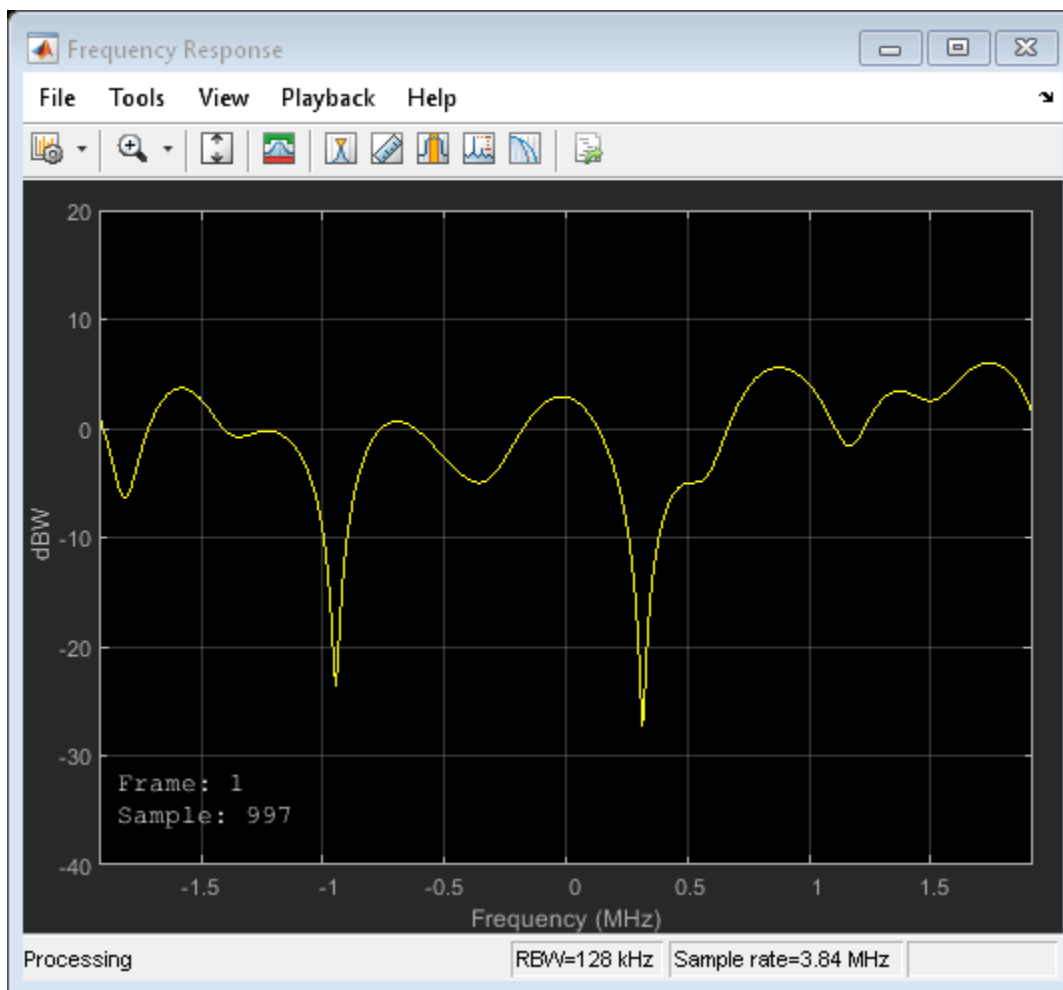 Frequency Response
File Tools View Playback Help
20
10
0
-10
-20
-30
-40
dBW
Frame: 1
Sample: 997
-1.5 -1 -0.5 0 0.5 1 1.5
Frequency (MHz)
Processing RBW=128 kHz Sample rate=3.84 MHz